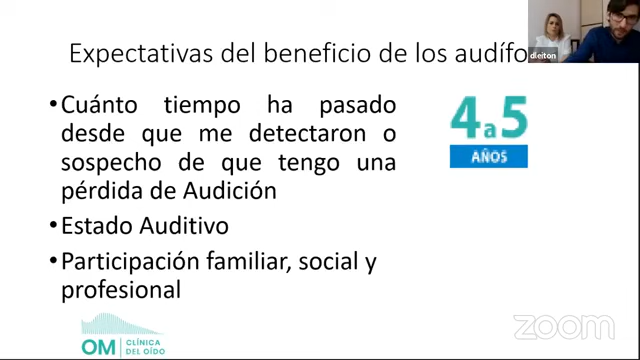 Expectativas del beneficio de los audífo
•Cuánto tiempo ha pasado
desde que me detectaron o
sospecho de que tengo una
pérdida de Audición
•Estado Auditivo
•Participación familiar, social y
profesional
4 a 5
AÑOS
dleiton
OM CLÍNICA
DEL OÍDO
zoom